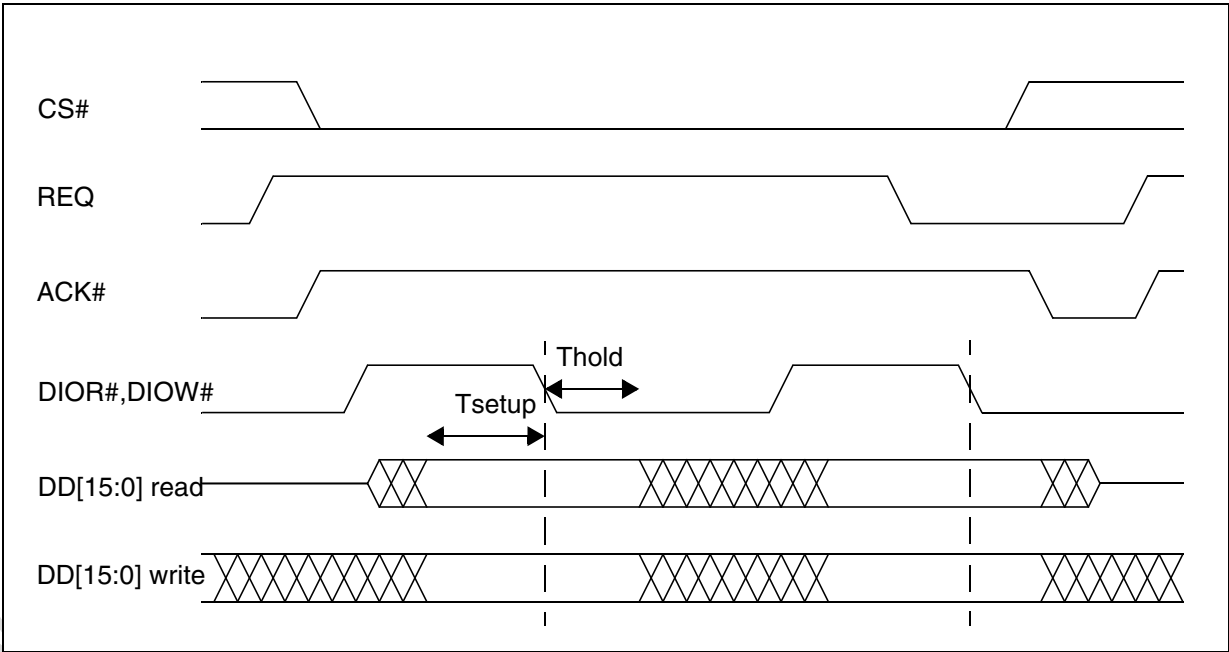 CS#
REQ
ACK#
Thold
DIOR#,DIOW#
Tsetup
DD[15:0] read
DD[15:0] write